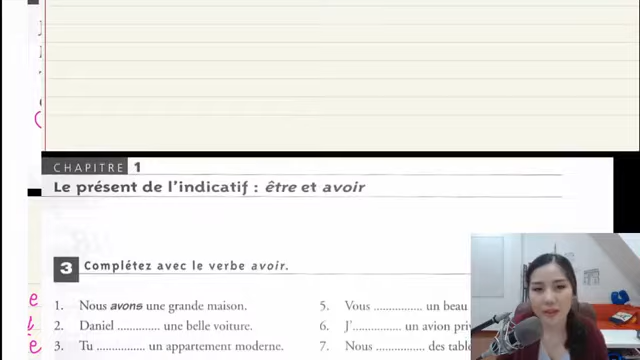 CHAPITRE 1
Le présent de l'indicatif : être et avoir
3 Complétez avec le verbe avoir.
1. Nous avons une grande maison.
2. Daniel .............. une belle voiture.
3. Tu .............. un appartement moderne.
5. Vous .............. un beau
6. J'.............. un avion
7. Nous .............. des